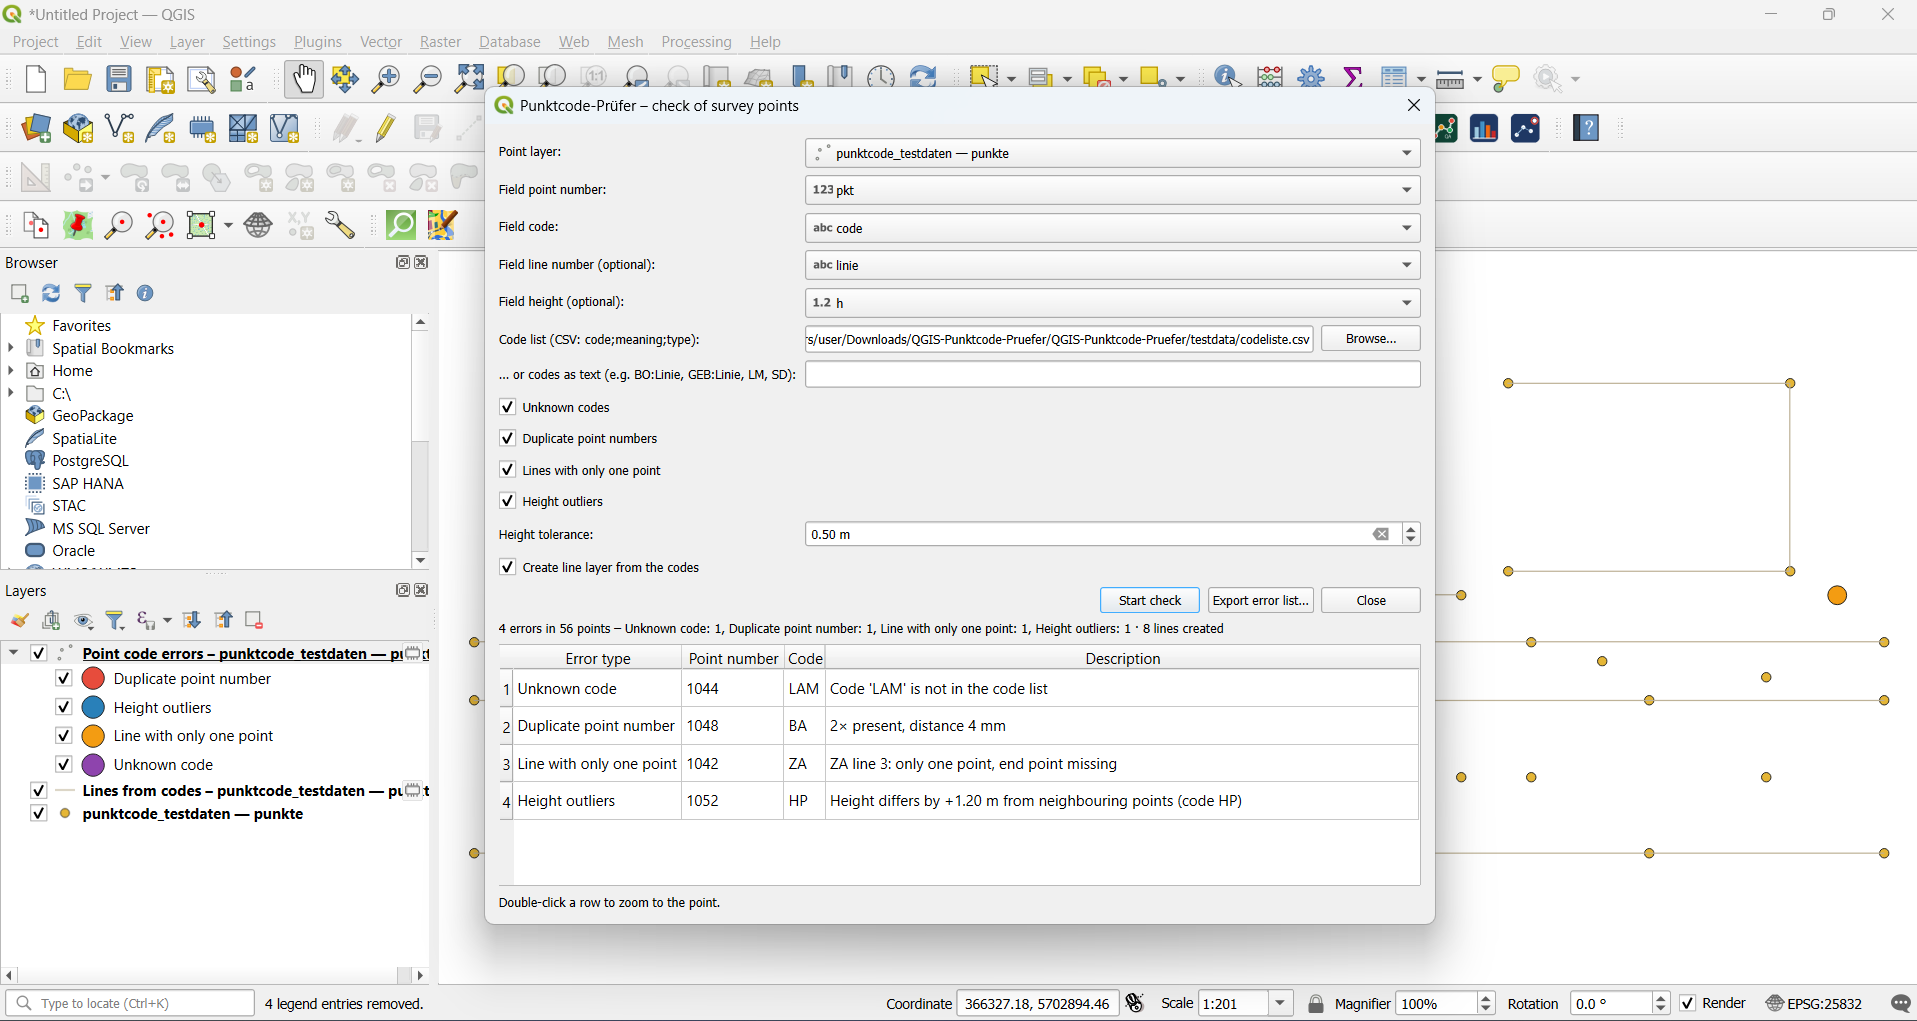 *Untitled Project — QGIS
Project Edit View Layer Settings Plugins Vector Raster Database Web Mesh Processing Help
Punktcode-Prüfer – check of survey points
Point layer: punktcode_testdaten — punkte
Field point number: 123 pkt
Field code: abc code
Field line number (optional): abc linie
Field height (optional): 1.2 h
Code list (CSV: code;meaning;type): s/user/Downloads/QGIS-Punktcode-Pruefer/QGIS-Punktcode-Pruefer/testdata/codeliste.csv Browse...
... or codes as text (e.g. BO:Linie, GEB:Linie, LM, SD):
Unknown codes
Duplicate point numbers
Lines with only one point
Height outliers
Height tolerance: 0.50 m
Create line layer from the codes
Start check Export error list... Close
4 errors in 56 points – Unknown code: 1, Duplicate point number: 1, Line with only one point: 1, Height outliers: 1 · 8 lines created
Error type Point number Code Description
1 Unknown code 1044 LAM Code 'LAM' is not in the code list
2 Duplicate point number 1048 BA 2× present, distance 4 mm
3 Line with only one point 1042 ZA ZA line 3: only one point, end point missing
4 Height outliers 1052 HP Height differs by +1.20 m from neighbouring points (code HP)
Double-click a row to zoom to the point.
Browser
Favorites
Spatial Bookmarks
Home
C:\
GeoPackage
SpatiaLite
PostgreSQL
SAP HANA
STAC
MS SQL Server
Oracle
Layers
Point code errors – punktcode_testdaten —
Duplicate point number
Height outliers
Line with only one point
Unknown code
Lines from codes – punktcode_testdaten —
punktcode_testdaten — punkte
Type to locate (Ctrl+K) 4 legend entries removed. Coordinate 366327.18, 5702894.46 Scale 1:201 Magnifier 100% Rotation 0.0 ° Render EPSG:25832